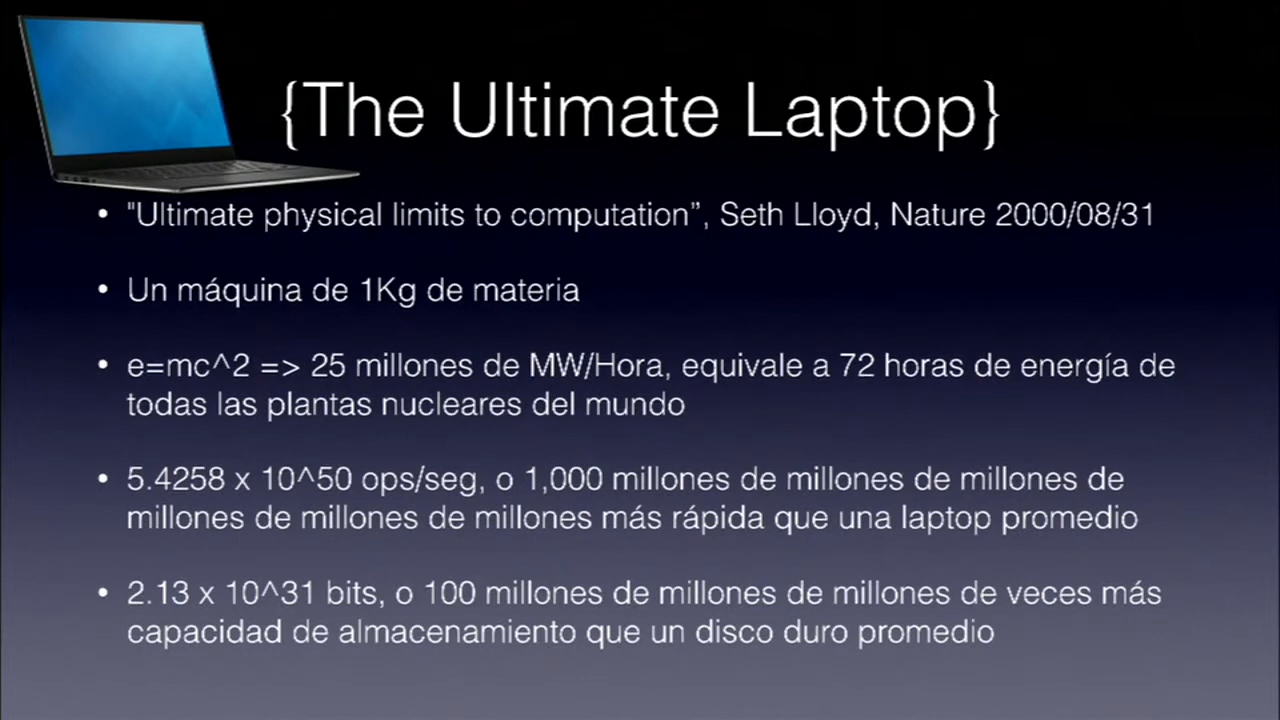 {The Ultimate Laptop}
• "Ultimate physical limits to computation”, Seth Lloyd, Nature 2000/08/31
• Un máquina de 1Kg de materia
• e=mc^2 => 25 millones de MW/Hora, equivale a 72 horas de energía de
todas las plantas nucleares del mundo
• 5.4258 x 10^50 ops/seg, o 1,000 millones de millones de millones de
millones de millones de millones más rápida que una laptop promedio
• 2.13 x 10^31 bits, o 100 millones de millones de millones de veces más
capacidad de almacenamiento que un disco duro promedio